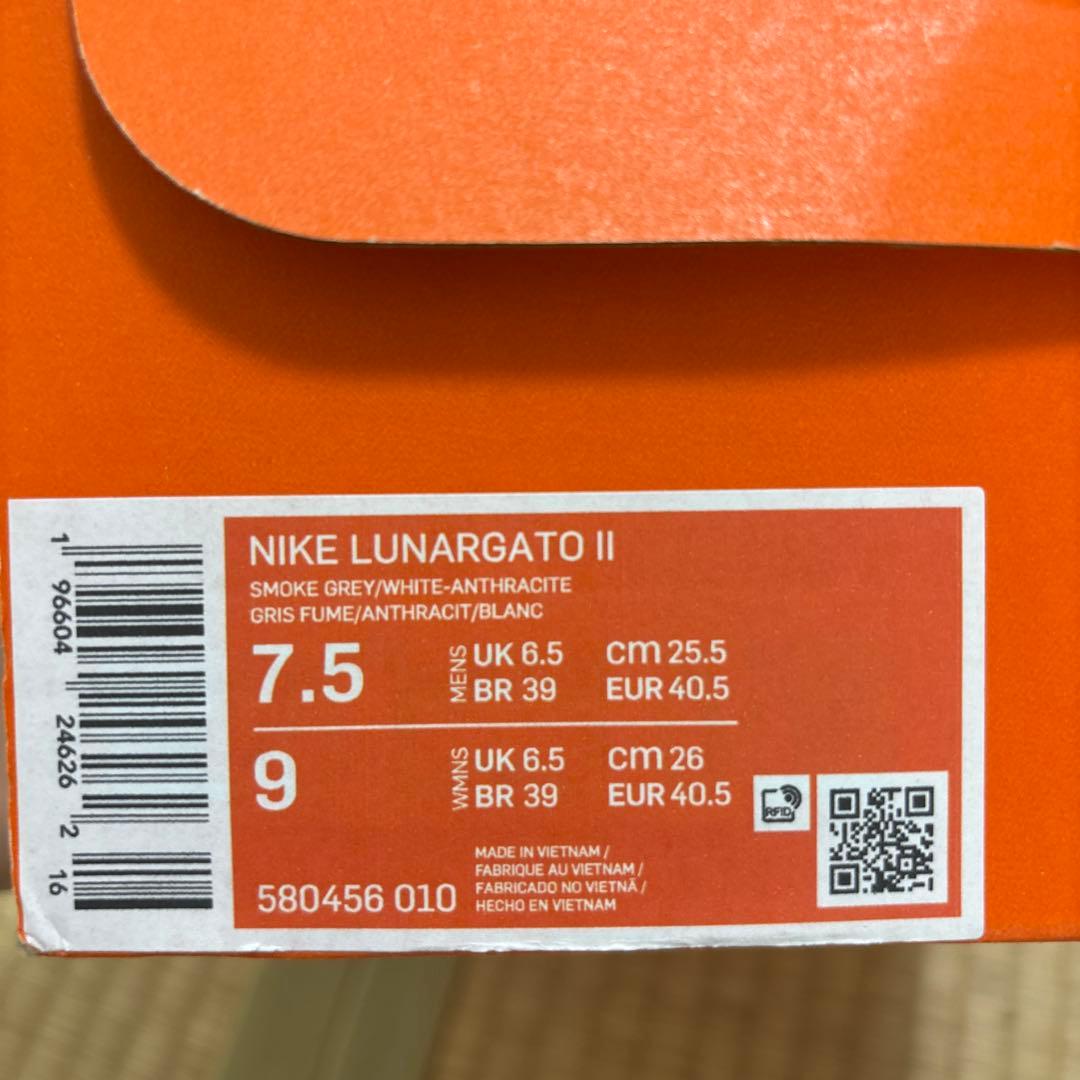 NIKE LUNARGATO II
SMOKE GREY/WHITE-ANTHRACITE
GRIS FUME/ANTHRACIT/BLANC
7.5
MENS
UK 6.5 cm 25.5
BR 39 EUR 40.5
9
WMNS
UK 6.5 cm 26
BR 39 EUR 40.5
RFID
MADE IN VIETNAM /
FABRIQUE AU VIETNAM /
FABRICADO NO VIETNÃ /
HECHO EN VIETNAM
580456 010
1 96604 24626 2 16